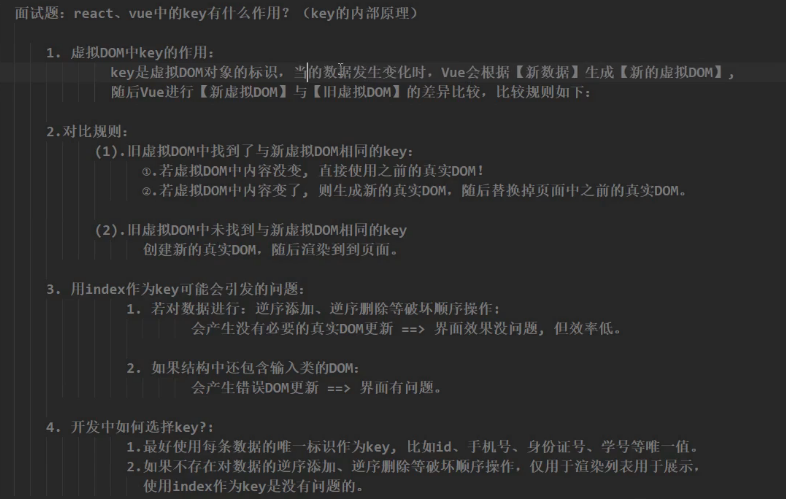 面试题：react、vue中的key有什么作用？（key的内部原理）
1. 虚拟DOM中key的作用：
key是虚拟DOM对象的标识，当的数据发生变化时，Vue会根据【新数据】生成【新的虚拟DOM】,
随后Vue进行【新虚拟DOM】与【旧虚拟DOM】的差异比较，比较规则如下：
2.对比规则：
(1).旧虚拟DOM中找到了与新虚拟DOM相同的key：
①.若虚拟DOM中内容没变, 直接使用之前的真实DOM！
②.若虚拟DOM中内容变了, 则生成新的真实DOM，随后替换掉页面中之前的真实DOM。
(2).旧虚拟DOM中未找到与新虚拟DOM相同的key
创建新的真实DOM，随后渲染到到页面。
3. 用index作为key可能会引发的问题：
1. 若对数据进行：逆序添加、逆序删除等破坏顺序操作:
会产生没有必要的真实DOM更新 ==> 界面效果没问题, 但效率低。
2. 如果结构中还包含输入类的DOM：
会产生错误DOM更新 ==> 界面有问题。
4. 开发中如何选择key?:
1.最好使用每条数据的唯一标识作为key, 比如id、手机号、身份证号、学号等唯一值。
2.如果不存在对数据的逆序添加、逆序删除等破坏顺序操作，仅用于渲染列表用于展示，
使用index作为key是没有问题的。